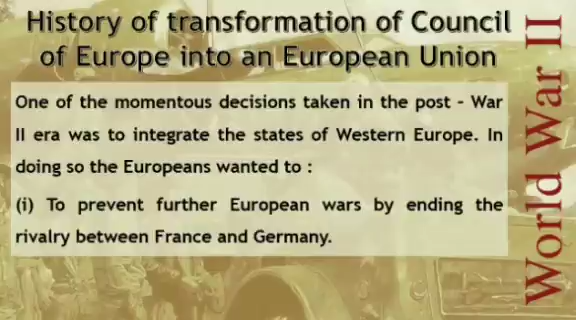 History of transformation of Council
of Europe into an European Union
One of the momentous decisions taken in the post - War
II era was to integrate the states of Western Europe. In
doing so the Europeans wanted to :
(i) To prevent further European wars by ending the
rivalry between France and Germany.
World War II